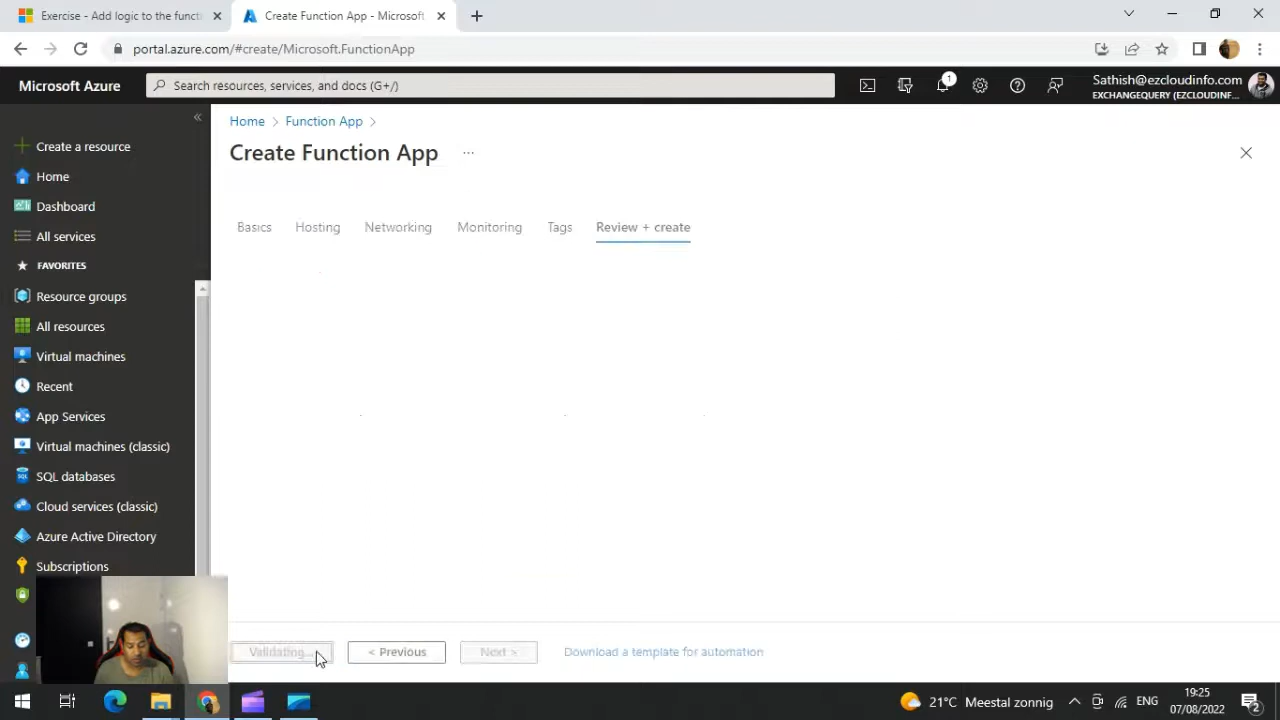 Exercise - Add logic to the functi
Create Function App - Microsoft
portal.azure.com/#create/Microsoft.FunctionApp
Microsoft Azure
Search resources, services, and docs (G+/)
1
Sathish@ezcloudinfo.com
EXCHANGEQUERY (EZCLOUDINF...
Home > Function App >
Create Function App ...
Create a resource
Home
Dashboard
All services
FAVORITES
Resource groups
All resources
Virtual machines
Recent
App Services
Virtual machines (classic)
SQL databases
Cloud services (classic)
Azure Active Directory
Subscriptions
Basics Hosting Networking Monitoring Tags Review + create
Validating...
< Previous
Next >
Download a template for automation
21°C Meestal zonnig
ENG
19:25
07/08/2022
2